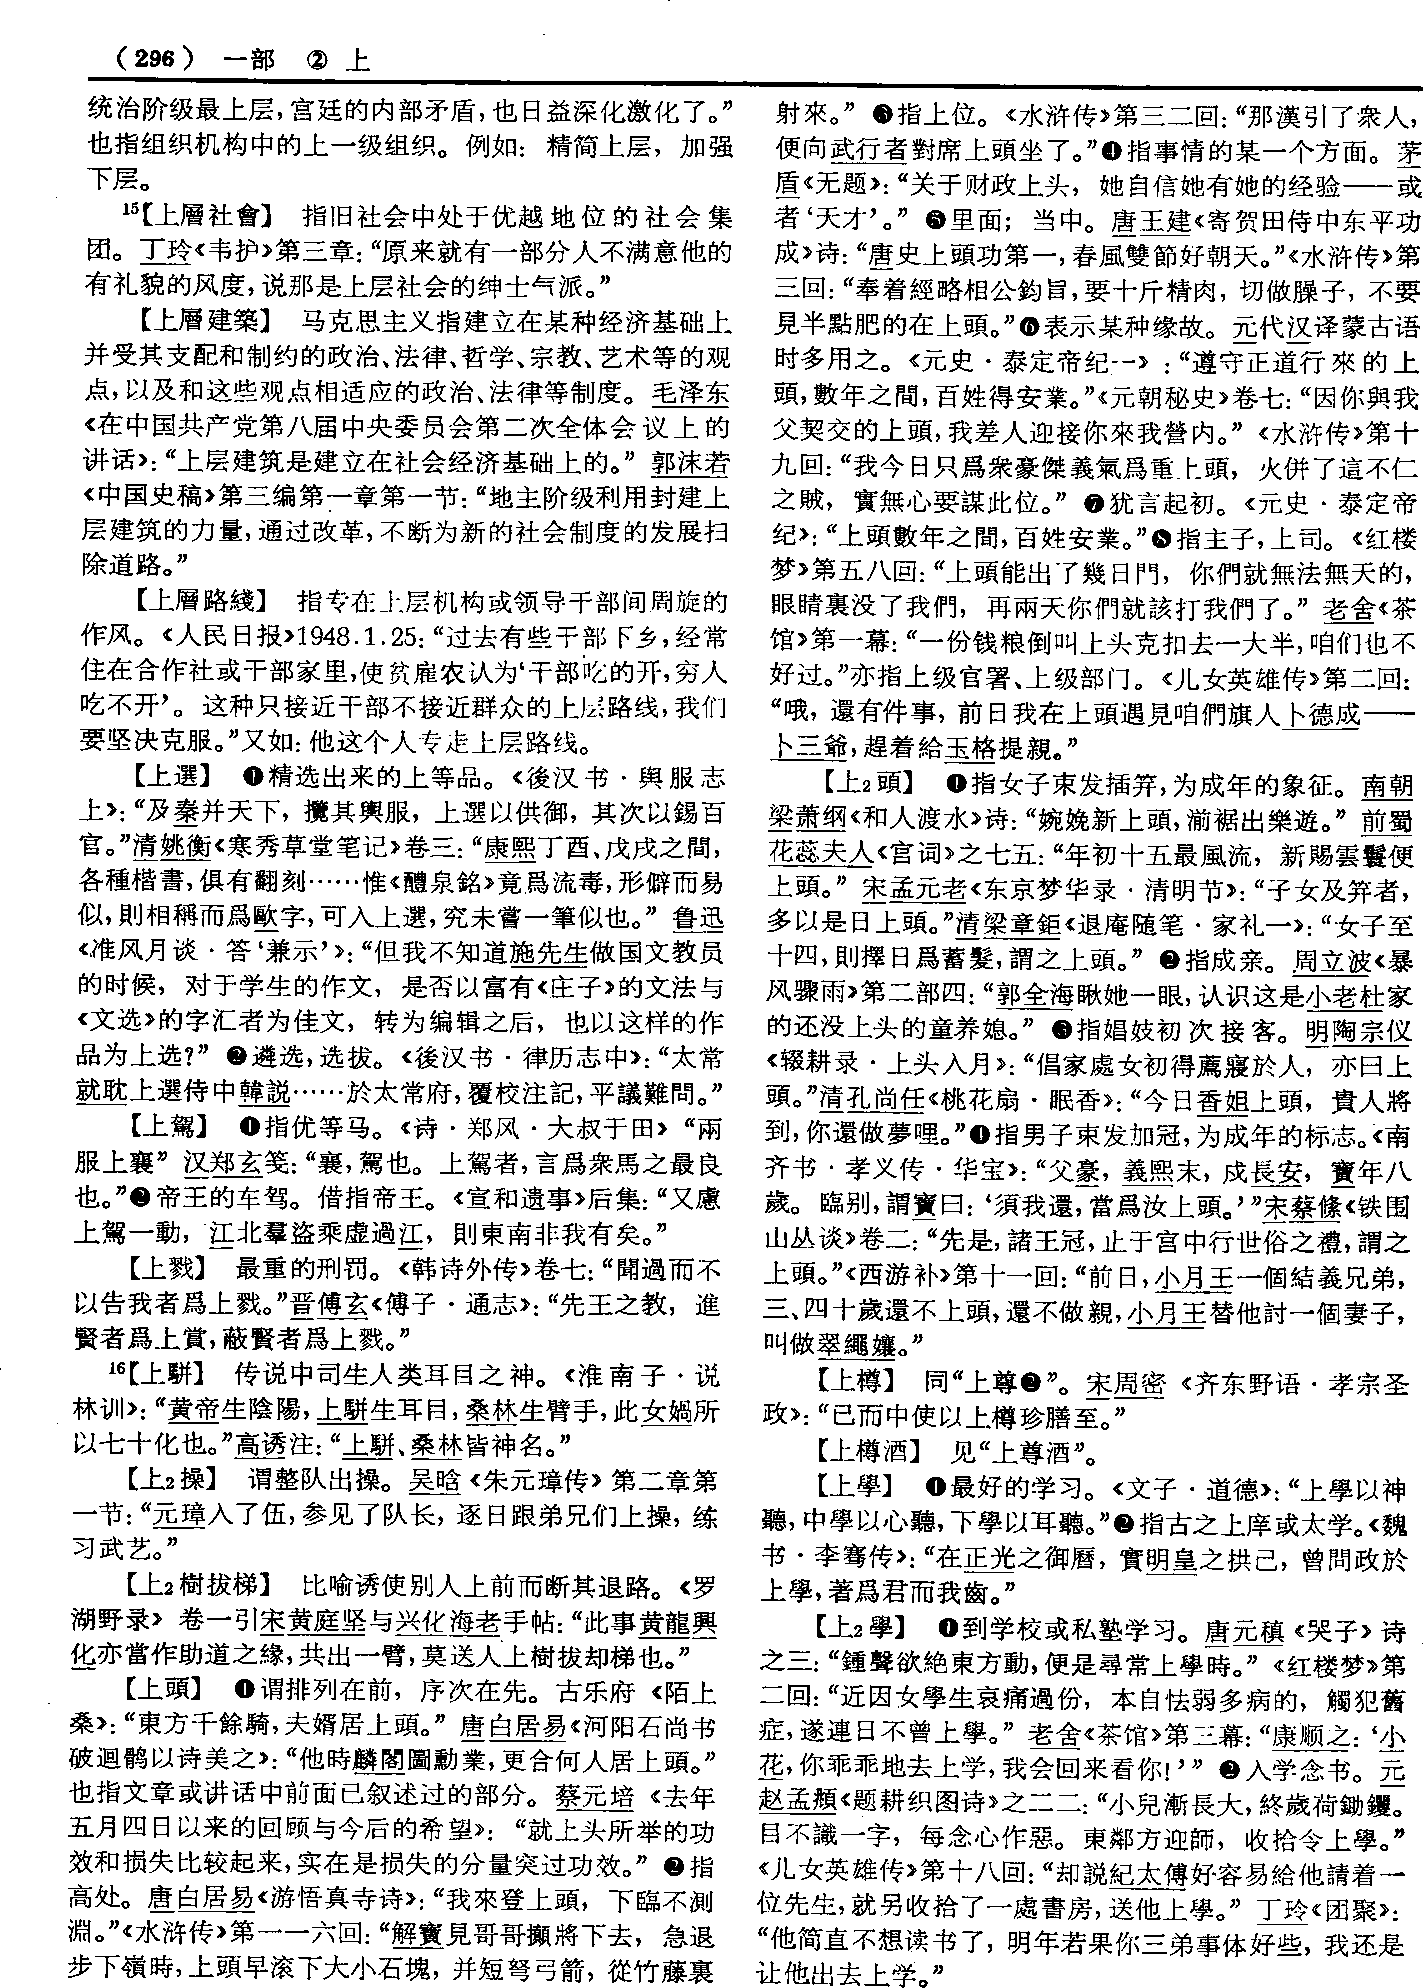 （296） 一部 ② 上
统治阶级最上层，宫廷的内部矛盾，也日益深化激化了。”
也指组织机构中的上一级组织。例如：精简上层，加强
下层。
15【上層社會】 指旧社会中处于优越地位的社会集
团。丁玲《韦护》第三章：“原来就有一部分人不满意他的
有礼貌的风度，说那是上层社会的绅士气派。”
【上層建築】 马克思主义指建立在某种经济基础上
并受其支配和制约的政治、法律、哲学、宗教、艺术等的观
点，以及和这些观点相适应的政治、法律等制度。毛泽东
《在中国共产党第八届中央委员会第二次全体会议上的
讲话》：“上层建筑是建立在社会经济基础上的。”郭沫若
《中国史稿》第三编第一章第一节：“地主阶级利用封建上
层建筑的力量，通过改革，不断为新的社会制度的发展扫
除道路。”
【上層路綫】 指专在上层机构或领导干部间周旋的
作风。《人民日报》1948.1.25：“过去有些干部下乡，经常
住在合作社或干部家里，使贫雇农认为‘干部吃的开，穷人
吃不开’。这种只接近干部不接近群众的上层路线，我们
要坚决克服。”又如：他这个人专走上层路线。
【上選】 ❶精选出来的上等品。《後汉书·舆服志
上》：“及秦并天下，攬其輿服，上選以供御，其次以錫百
官。”清姚衡《寒秀草堂笔记》卷三：“康熙丁酉、戊戌之間，
各種楷書，俱有翻刻……惟《醴泉銘》竟爲流毒，形僻而易
似，則相稱而爲歐字，可入上選，究未嘗一筆似也。”鲁迅
《准风月谈·答‘兼示’》：“但我不知道施先生做国文教员
的时候，对于学生的作文，是否以富有《庄子》的文法与
《文选》的字汇者为佳文，转为编辑之后，也以这样的作
品为上选？” ❷遴选，选拔。《後汉书·律历志中》：“太常
就耽上選侍中韓説……於太常府，覆校注記，平議難問。”
【上駕】 ❶指优等马。《诗·郑风·大叔于田》“兩
服上襄”汉郑玄笺：“襄，駕也。上駕者，言爲衆馬之最良
也。”❷帝王的车驾。借指帝王。《宣和遗事》后集：“又慮
上駕一動，江北羣盜乘虚過江，則東南非我有矣。”
【上戮】 最重的刑罚。《韩诗外传》卷七：“聞過而不
以告我者爲上戮。”晋傅玄《傅子·通志》：“先王之教，進
賢者爲上賞，蔽賢者爲上戮。”
16【上駢】 传说中司生人类耳目之神。《淮南子·说
林训》：“黄帝生陰陽，上駢生耳目，桑林生臂手，此女媧所
以七十化也。”高诱注：“上駢、桑林皆神名。”
【上2操】 谓整队出操。吴晗《朱元璋传》第二章第
一节：“元璋入了伍，参见了队长，逐日跟弟兄们上操，练
习武艺。”
【上2樹拔梯】 比喻诱使别人上前而断其退路。《罗
湖野录》卷一引宋黄庭坚与兴化海老手帖：“此事黄龍興
化亦當作助道之緣，共出一臂，莫送人上樹拔却梯也。”
【上頭】 ❶谓排列在前，序次在先。古乐府《陌上
桑》：“東方千餘騎，夫婿居上頭。”唐白居易《河阳石尚书
破迴鹘以诗美之》：“他時麟閣圖勳業，更合何人居上頭。”
也指文章或讲话中前面已叙述过的部分。蔡元培《去年
五月四日以来的回顾与今后的希望》：“就上头所举的功
效和损失比较起来，实在是损失的分量突过功效。” ❷指
高处。唐白居易《游悟真寺诗》：“我來登上頭，下臨不測
淵。”《水浒传》第一一六回：“解寶見哥哥攧將下去，急退
步下嶺時，上頭早滚下大小石塊，并短弩弓箭，從竹藤裏
射來。” ❸指上位。《水浒传》第三二回：“那漢引了衆人，
便向武行者對席上頭坐了。”❹指事情的某一个方面。茅
盾《无题》：“关于财政上头，她自信她有她的经验——或
者‘天才’。” ❺里面；当中。唐王建《寄贺田侍中东平功
成》诗：“唐史上頭功第一，春風雙節好朝天。”《水浒传》第
三回：“奉着經略相公鈞旨，要十斤精肉，切做臊子，不要
見半點肥的在上頭。”❻表示某种缘故。元代汉译蒙古语
时多用之。《元史·泰定帝纪一》：“遵守正道行來的上
頭，數年之間，百姓得安業。”《元朝秘史》卷七：“因你與我
父契交的上頭，我差人迎接你來我營内。”《水浒传》第十
九回：“我今日只爲衆豪傑義氣爲重上頭，火併了這不仁
之賊，實無心要謀此位。” ❼犹言起初。《元史·泰定帝
纪》：“上頭數年之間，百姓安業。”❽指主子，上司。《红楼
梦》第五八回：“上頭能出了幾日門，你們就無法無天的，
眼睛裏没了我們，再兩天你們就該打我們了。”老舍《茶
馆》第一幕：“一份钱粮倒叫上头克扣去一大半，咱们也不
好过。”亦指上级官署、上级部门。《儿女英雄传》第二回：
“哦，還有件事，前日我在上頭遇見咱們旗人卜德成——
卜三爺，趕着給玉格提親。”
【上2頭】 ❶指女子束发插笄，为成年的象征。南朝
梁萧纲《和人渡水》诗：“婉娩新上頭，湔裾出樂遊。”前蜀
花蕊夫人《宫词》之七五：“年初十五最風流，新賜雲鬟便
上頭。”宋孟元老《东京梦华录·清明节》：“子女及笄者，
多以是日上頭。”清梁章鉅《退庵随笔·家礼一》：“女子至
十四，則擇日爲蓄髮，謂之上頭。” ❷指成亲。周立波《暴
风骤雨》第二部四：“郭全海瞅她一眼，认识这是小老杜家
的还没上头的童养媳。” ❸指娼妓初次接客。明陶宗仪
《辍耕录·上头入月》：“倡家處女初得薦寢於人，亦曰上
頭。”清孔尚任《桃花扇·眠香》：“今日香姐上頭，貴人將
到，你還做夢哩。”❹指男子束发加冠，为成年的标志。《南
齐书·孝义传·华宝》：“父豪，義熙末，戍長安，寶年八
歲。臨别，謂寶曰：‘須我還，當爲汝上頭。’”宋蔡絛《铁围
山丛谈》卷二：“先是，諸王冠，止于宫中行世俗之禮，謂之
上頭。”《西游补》第十一回：“前日，小月王一個結義兄弟，
三、四十歲還不上頭，還不做親，小月王替他討一個妻子，
叫做翠繩孃。”
【上樽】 同“上尊❷”。宋周密《齐东野语·孝宗圣
政》：“已而中使以上樽珍膳至。”
【上樽酒】 见“上尊酒”。
【上學】 ❶最好的学习。《文子·道德》：“上學以神
聽，中學以心聽，下學以耳聽。”❷指古之上庠或太学。《魏
书·李骞传》：“在正光之御曆，實明皇之拱己，曾問政於
上學，著爲君而我齒。”
【上2學】 ❶到学校或私塾学习。唐元稹《哭子》诗
之三：“鍾聲欲絶東方動，便是尋常上學時。”《红楼梦》第
二回：“近因女學生哀痛過份，本自怯弱多病的，觸犯舊
症，遂連日不曾上學。”老舍《茶馆》第三幕：“康顺之：‘小
花，你乖乖地去上学，我会回来看你！’” ❷入学念书。元
赵孟頫《题耕织图诗》之二二：“小兒漸長大，終歲荷鋤钁。
目不識一字，每念心作惡。東鄰方迎師，收拾令上學。”
《儿女英雄传》第十八回：“却説紀太傅好容易給他請着一
位先生，就另收拾了一處書房，送他上學。”丁玲《团聚》：
“他简直不想读书了，明年若果你三弟事体好些，我还是
让他出去上学。”